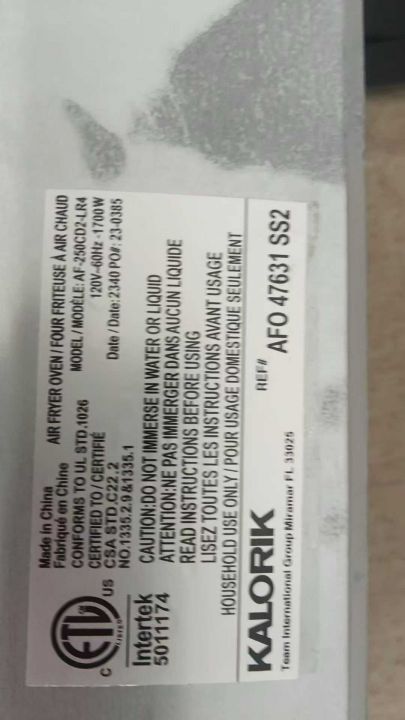 Made in China
Fabriqué en Chine
CONFORMS TO UL STD.1026
CERTIFIED TO / CERTIFIÉ
CSA STD.C22.2
NO.1335.2.9&1335.1
AIR FRYER OVEN / FOUR FRITEUSE À AIR CHAUD
MODEL / MODÈLE: AF-250CD2-LR4
120V~60Hz -1700W
Date / Date: 2340 PO#: 23-0385
C ETL US
LISTED
Intertek
5011174
CAUTION:DO NOT IMMERSE IN WATER OR LIQUID
ATTENTION:NE PAS IMMERGER DANS AUCUN LIQUIDE
READ INSTRUCTIONS BEFORE USING
LISEZ TOUTES LES INSTRUCTIONS AVANT USAGE
HOUSEHOLD USE ONLY / POUR USAGE DOMESTIQUE SEULEMENT
KALORIK
REF# AFO 47631 SS2
Team International Group Miramar FL 33025